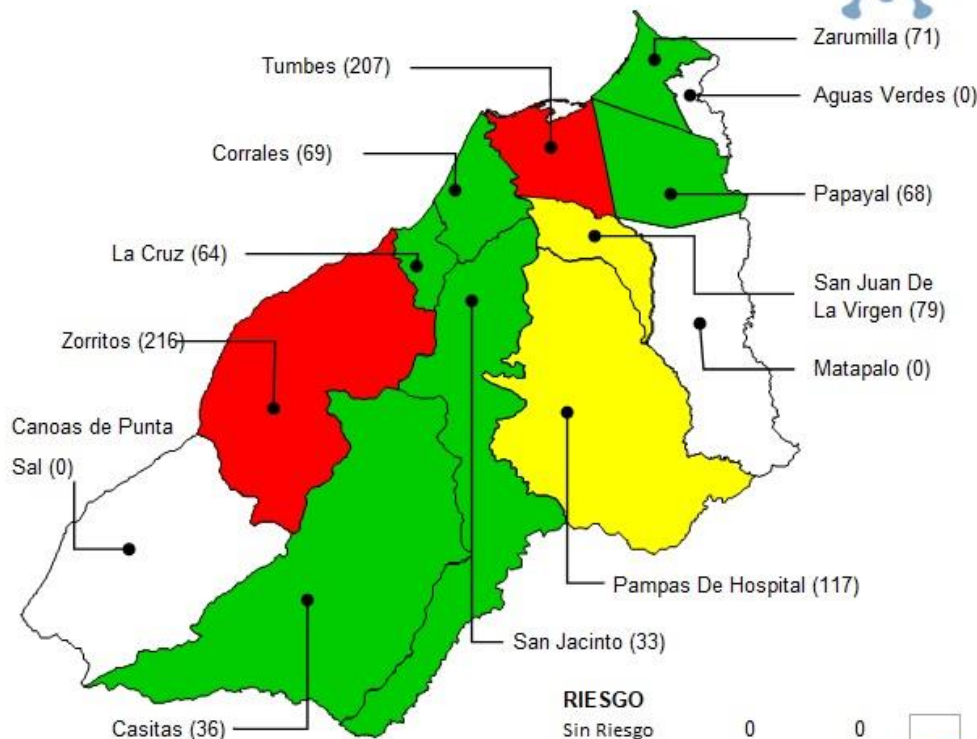 Zarumilla (71)
Tumbes (207)
Aguas Verdes (0)
Corrales (69)
Papayal (68)
La Cruz (64)
San Juan De
La Virgen (79)
Zorritos (216)
Matapalo (0)
Canoas de Punta
Sal (0)
Pampas De Hospital (117)
San Jacinto (33)
Casitas (36)
RIESGO
Sin Riesgo 0 0